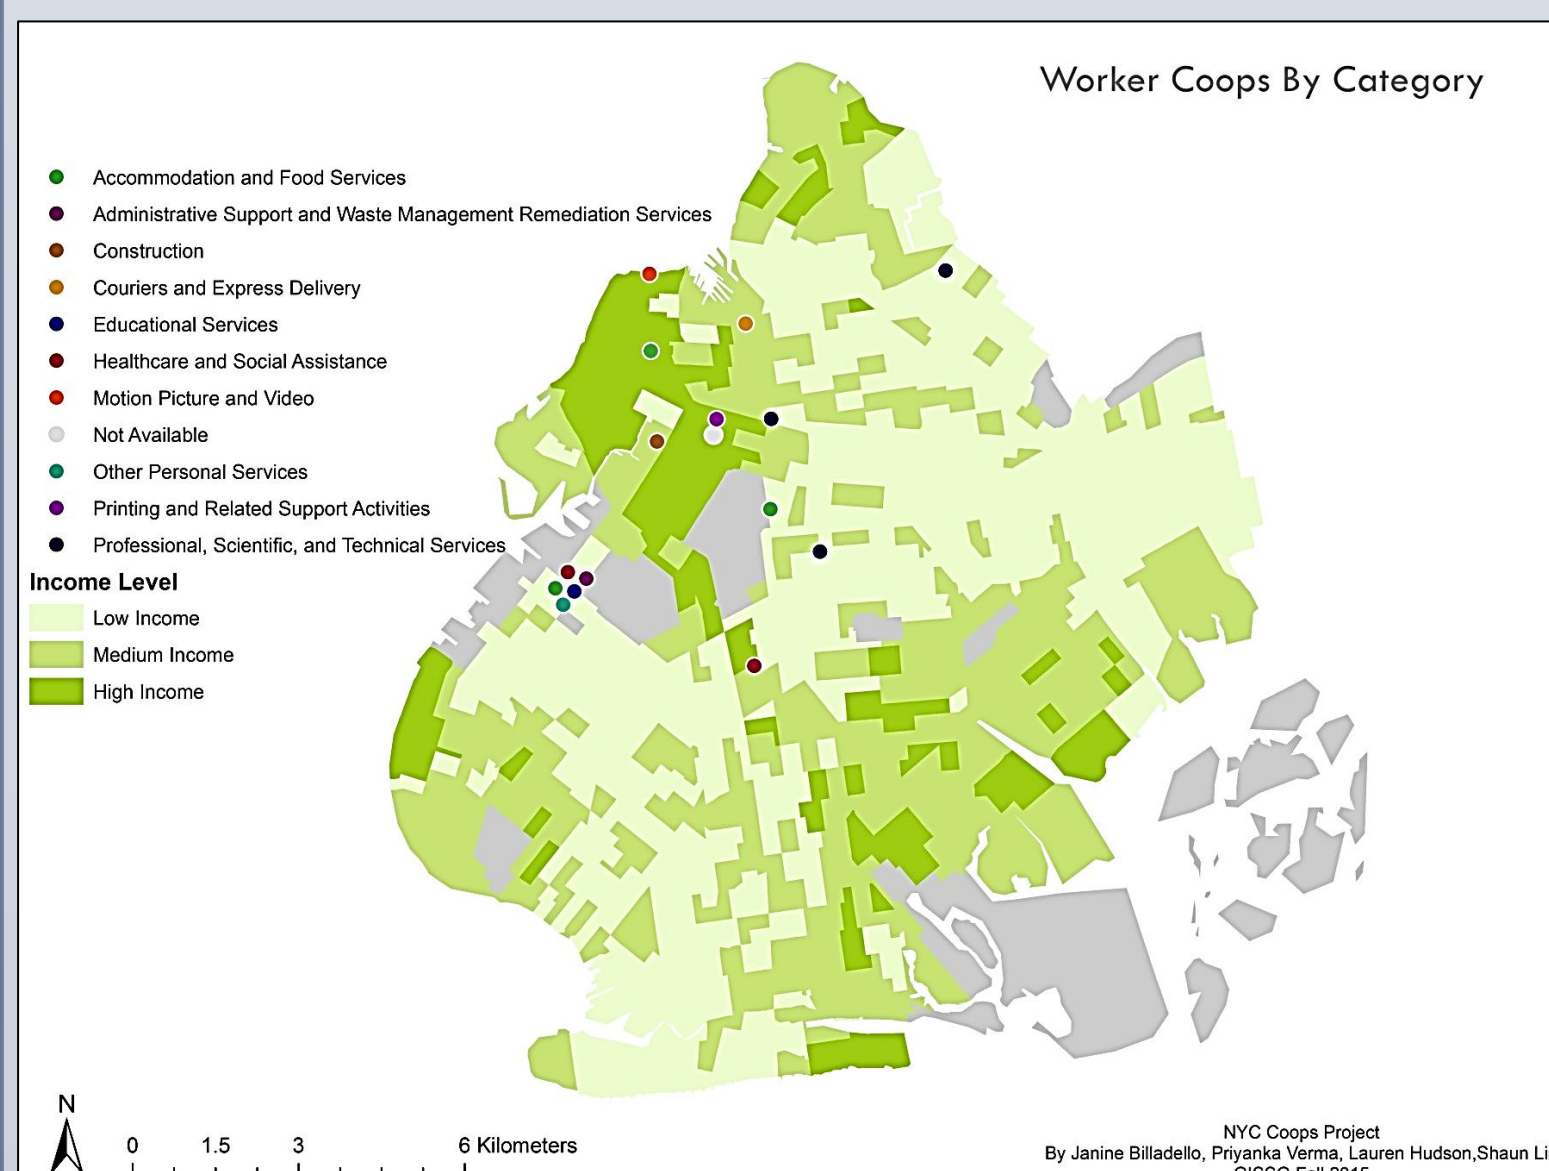 Worker Coops By Category
Accommodation and Food Services
Administrative Support and Waste Management Remediation Services
Construction
Couriers and Express Delivery
Educational Services
Healthcare and Social Assistance
Motion Picture and Video
Not Available
Other Personal Services
Printing and Related Support Activities
Professional, Scientific, and Technical Services
Income Level
Low Income
Medium Income
High Income
N
0 1.5 3 6 Kilometers
NYC Coops Project
By Janine Billadello, Priyanka Verma, Lauren Hudson,Shaun Li